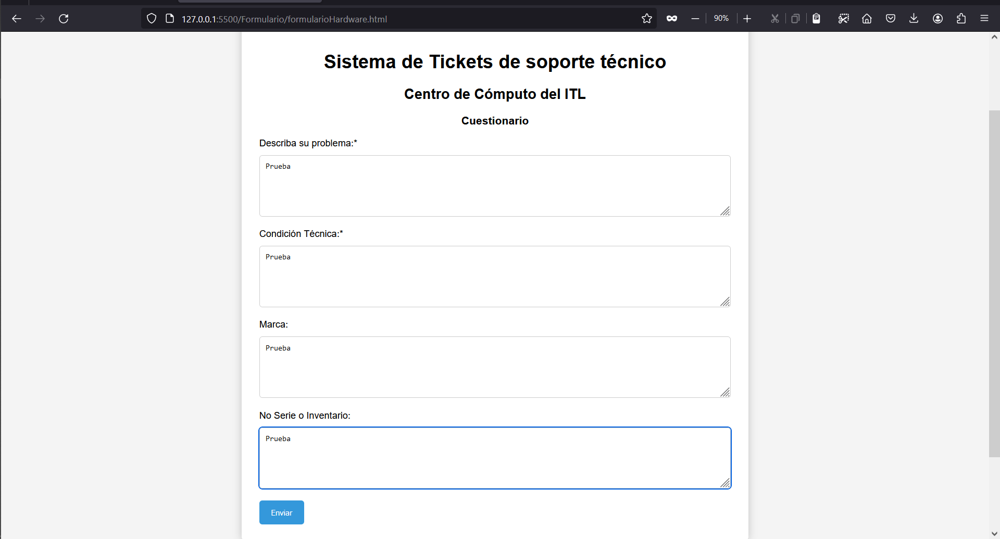 127.0.0.1:5500/Formulario/formularioHardware.html
90%
Sistema de Tickets de soporte técnico
Centro de Cómputo del ITL
Cuestionario
Describa su problema:*
Prueba
Condición Técnica:*
Prueba
Marca:
Prueba
No Serie o Inventario:
Prueba
Enviar